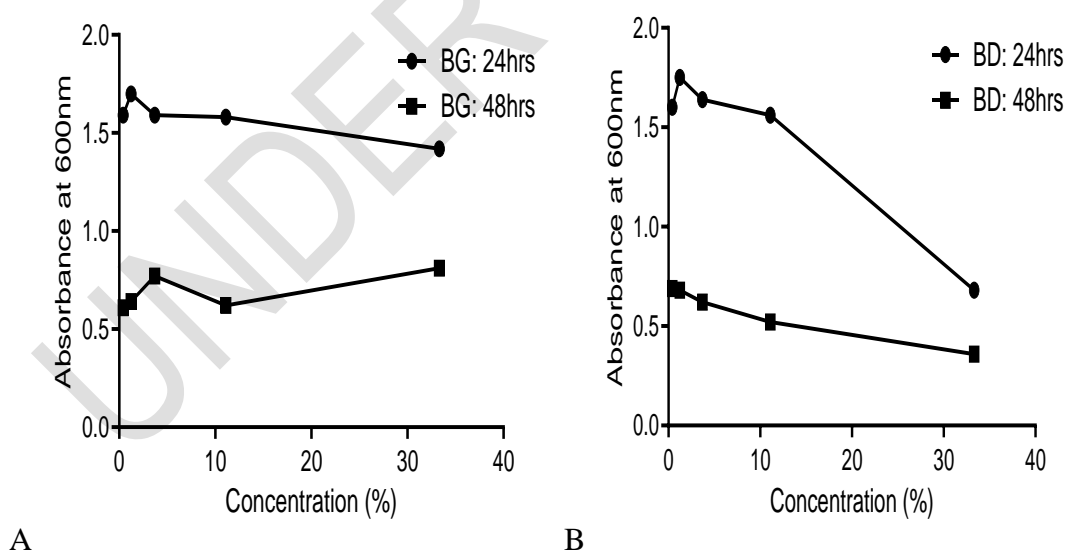 2.0
1.5
1.0
0.5
0.0
Absorbance at 600nm
0
10
20
30
40
Concentration (%)
BG: 24hrs
BG: 48hrs
A
2.0
1.5
1.0
0.5
0.0
Absorbance at 600nm
0
10
20
30
40
Concentration (%)
BD: 24hrs
BD: 48hrs
B
UNDER